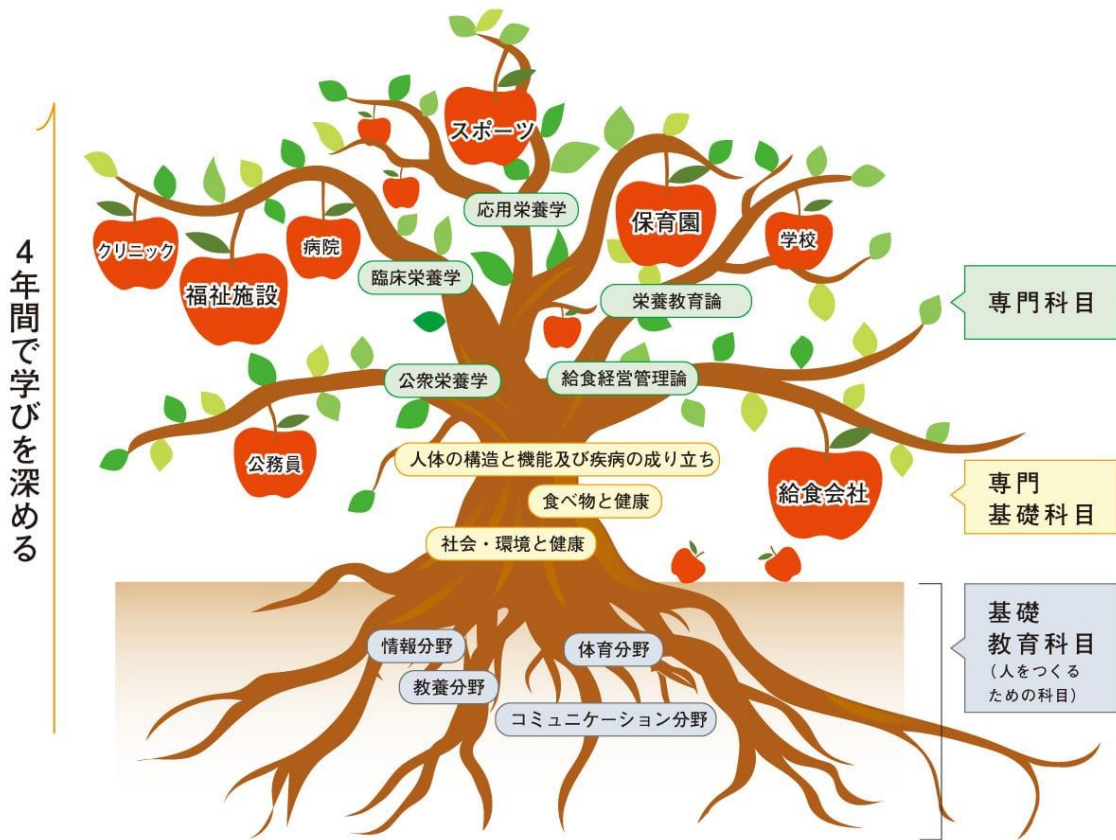 4年間で学びを深める
スポーツ
応用栄養学
保育園
学校
クリニック
病院
福祉施設
臨床栄養学
栄養教育論
専門科目
公衆栄養学
給食経営管理論
公務員
人体の構造と機能及び疾病の成り立ち
給食会社
食べ物と健康
専門
基礎科目
社会・環境と健康
情報分野
体育分野
教養分野
コミュニケーション分野
基礎
教育科目
(人をつくる
ための科目)